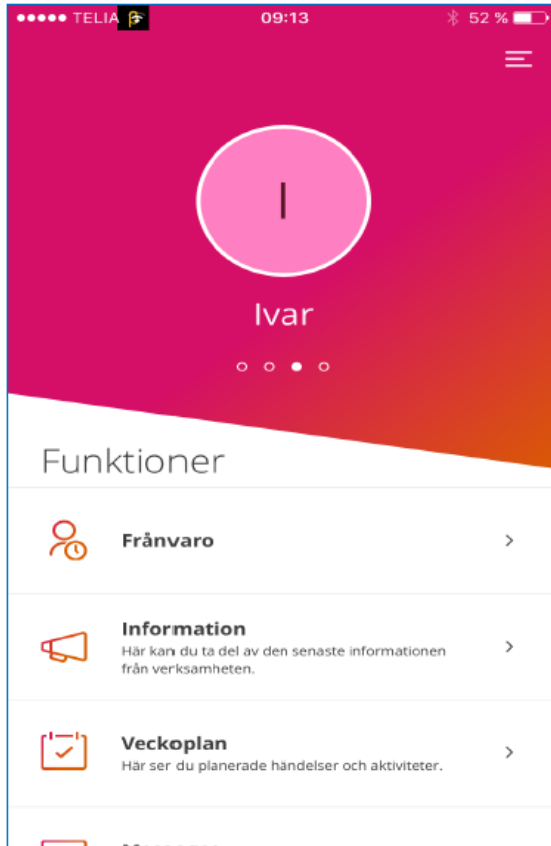 TELIA 09:13 52 %
I
Ivar
Funktioner
Frånvaro
Information
Här kan du ta del av den senaste informationen
från verksamheten.
Veckoplan
Här ser du planerade händelser och aktiviteter.